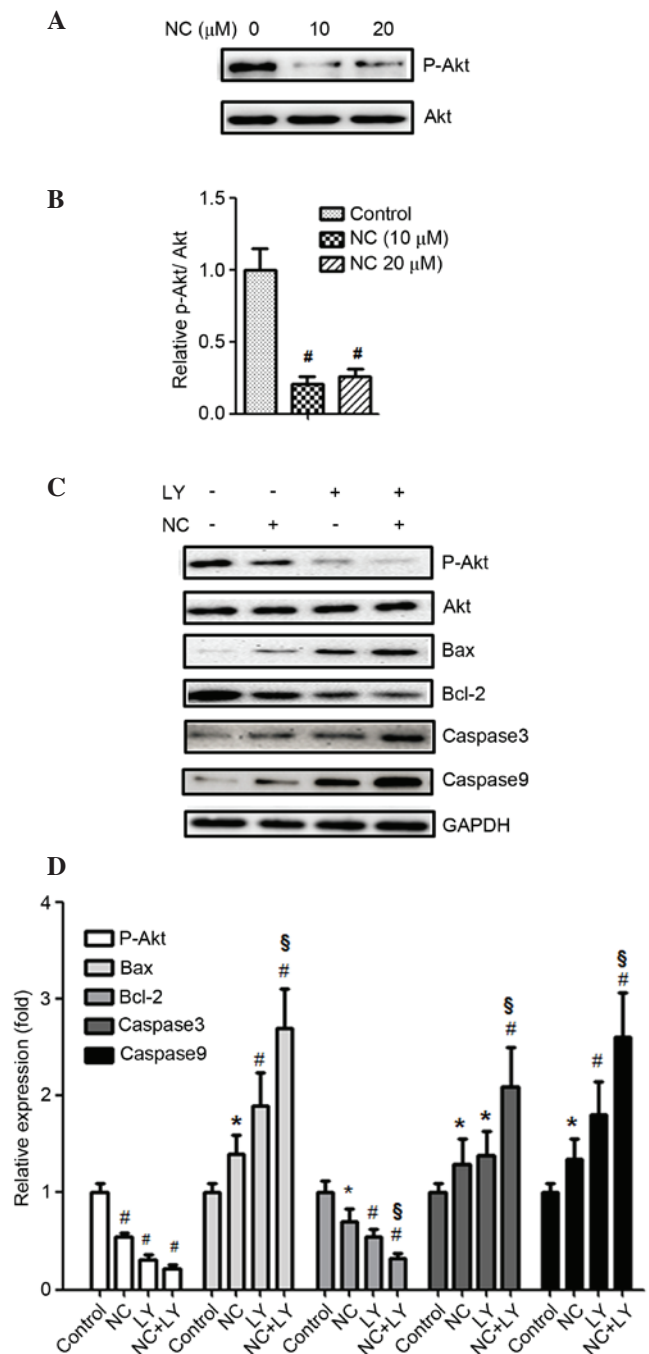 A
NC (μM) 0 10 20
P-Akt
Akt
B
Relative p-Akt/ Akt
1.5
1.0
0.5
0.0
Control
NC (10 μM)
NC 20 μM)
# #
C
LY - - + +
NC - + - +
P-Akt
Akt
Bax
Bcl-2
Caspase3
Caspase9
GAPDH
D
Relative expression (fold)
4
3
2
1
0
P-Akt
Bax
Bcl-2
Caspase3
Caspase9
# # #
* # § #
* # § #
* * § #
* # § #
Control NC LY NC+LY Control NC LY NC+LY Control NC LY NC+LY Control NC LY NC+LY Control NC LY NC+LY